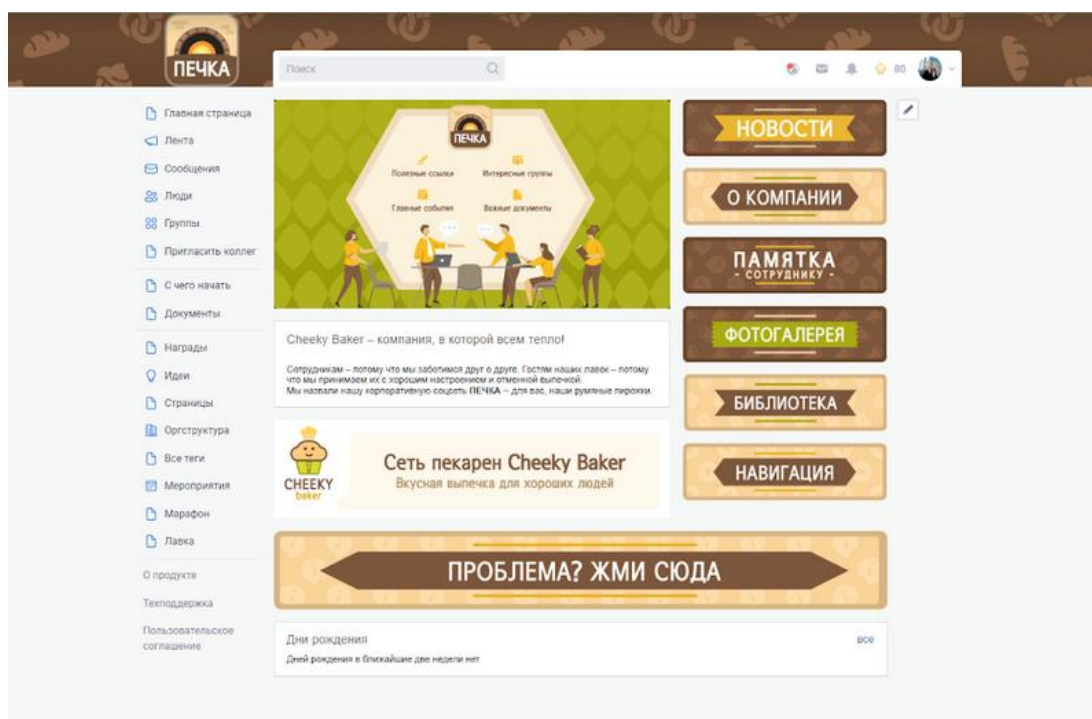 ПЕЧКА
Поиск
80
Главная страница
Лента
Сообщения
Люди
Группы
Пригласить коллег
С чего начать
Документы
Награды
Идеи
Страницы
Оргструктура
Все теги
Мероприятия
Марафон
Лавка
О продукте
Техподдержка
Пользовательское
соглашение
ПЕЧКА
Полезные ссылки
Интересные группы
Главные события
Важные документы
Cheeky Baker – компания, в которой всем тепло!
Сотрудникам – потому что мы заботимся друг о друге. Гостям наших лавок – потому
что мы принимаем их с хорошим настроением и отменной выпечкой.
Мы назвали нашу корпоративную соцсеть ПЕЧКА – для вас, наши румяные пирожки.
CHEEKY
baker
Сеть пекарен Cheeky Baker
Вкусная выпечка для хороших людей
НОВОСТИ
О КОМПАНИИ
ПАМЯТКА
- СОТРУДНИКУ -
ФОТОГАЛЕРЕЯ
БИБЛИОТЕКА
НАВИГАЦИЯ
ПРОБЛЕМА? ЖМИ СЮДА
Дни рождения
все
Дней рождения в ближайшие две недели нет